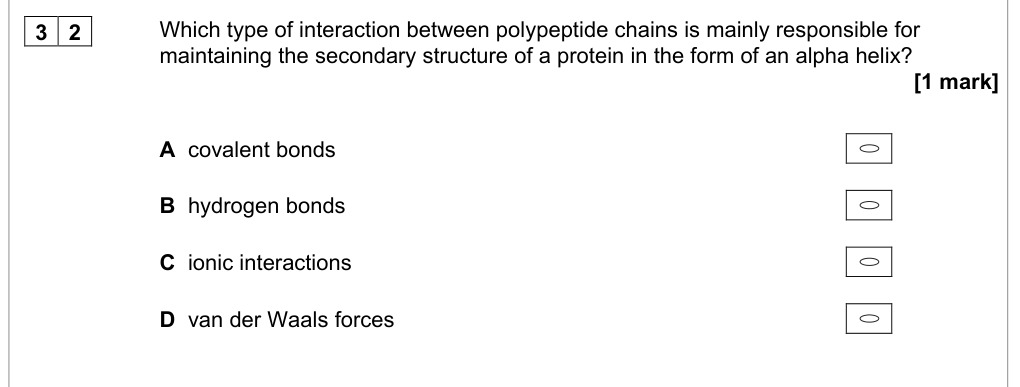 3 2
Which type of interaction between polypeptide chains is mainly responsible for
maintaining the secondary structure of a protein in the form of an alpha helix?
[1 mark]
A covalent bonds
B hydrogen bonds
C ionic interactions
D van der Waals forces